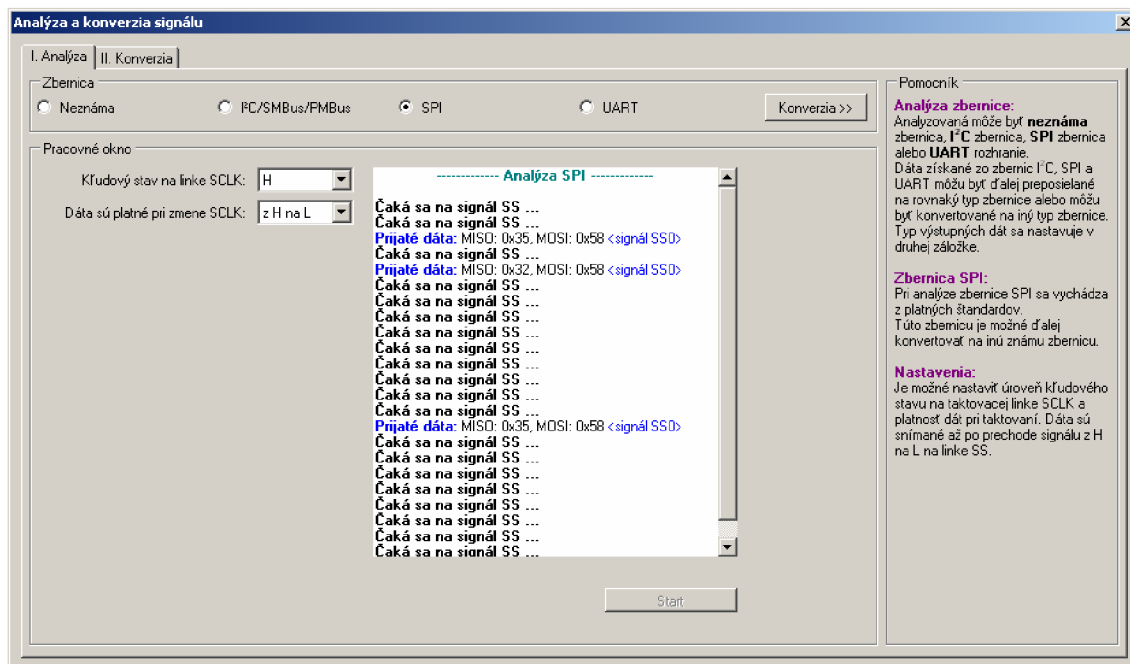 Analýza a konverzia signálu
I. Analýza
II. Konverzia
Zbernica
Neznáma
I²C/SMBus/PMBus
SPI
UART
Konverzia >>
Pracovné okno
Kľudový stav na linke SCLK:
H
Dáta sú platné pri zmene SCLK:
z H na L
------------- Analýza SPI -------------
Čaká sa na signál SS ...
Čaká sa na signál SS ...
Prijaté dáta: MISO: 0x35, MOSI: 0x58 <signál SS0>
Čaká sa na signál SS ...
Prijaté dáta: MISO: 0x32, MOSI: 0x58 <signál SS0>
Čaká sa na signál SS ...
Čaká sa na signál SS ...
Čaká sa na signál SS ...
Čaká sa na signál SS ...
Čaká sa na signál SS ...
Čaká sa na signál SS ...
Čaká sa na signál SS ...
Čaká sa na signál SS ...
Čaká sa na signál SS ...
Prijaté dáta: MISO: 0x35, MOSI: 0x58 <signál SS0>
Čaká sa na signál SS ...
Čaká sa na signál SS ...
Čaká sa na signál SS ...
Čaká sa na signál SS ...
Čaká sa na signál SS ...
Čaká sa na signál SS ...
Čaká sa na signál SS ...
Čaká sa na signál SS ...
Start
Pomocník
Analýza zbernice:
Analyzovaná môže byť neznáma
zbernica, I²C zbernica, SPI zbernica
alebo UART rozhranie.
Dáta získané zo zbernic I²C, SPI a
UART môžu byť ďalej preposielané
na rovnaký typ zbernice alebo môžu
byť konvertované na iný typ zbernice.
Typ výstupných dát sa nastavuje v
druhej záložke.
Zbernica SPI:
Pri analýze zbernice SPI sa vychádza
z platných štandardov.
Túto zbernicu je možné ďalej
konvertovať na inú známu zbernicu.
Nastavenia:
Je možné nastaviť úroveň kľudového
stavu na taktovacej linke SCLK a
platnosť dát pri taktovaní. Dáta sú
snímané až po prechode signálu z H
na L na linke SS.